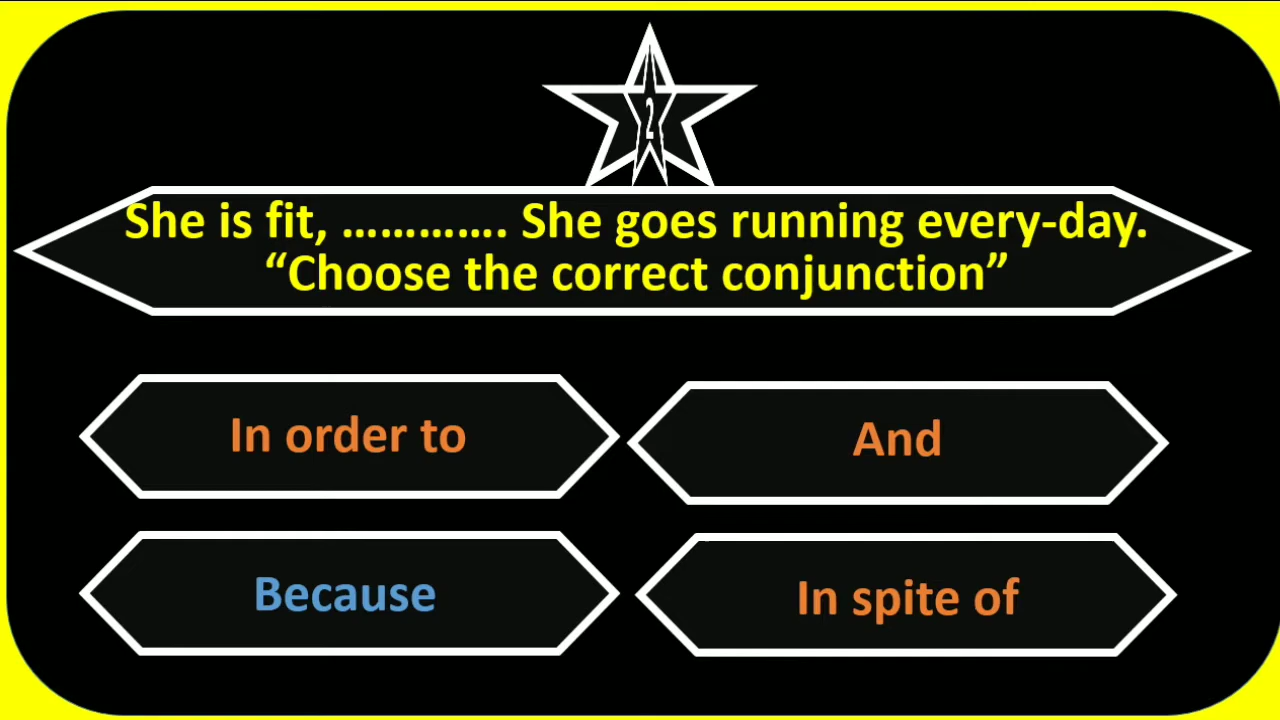 2
She is fit, …………. She goes running every-day.
“Choose the correct conjunction”
In order to
And
Because
In spite of